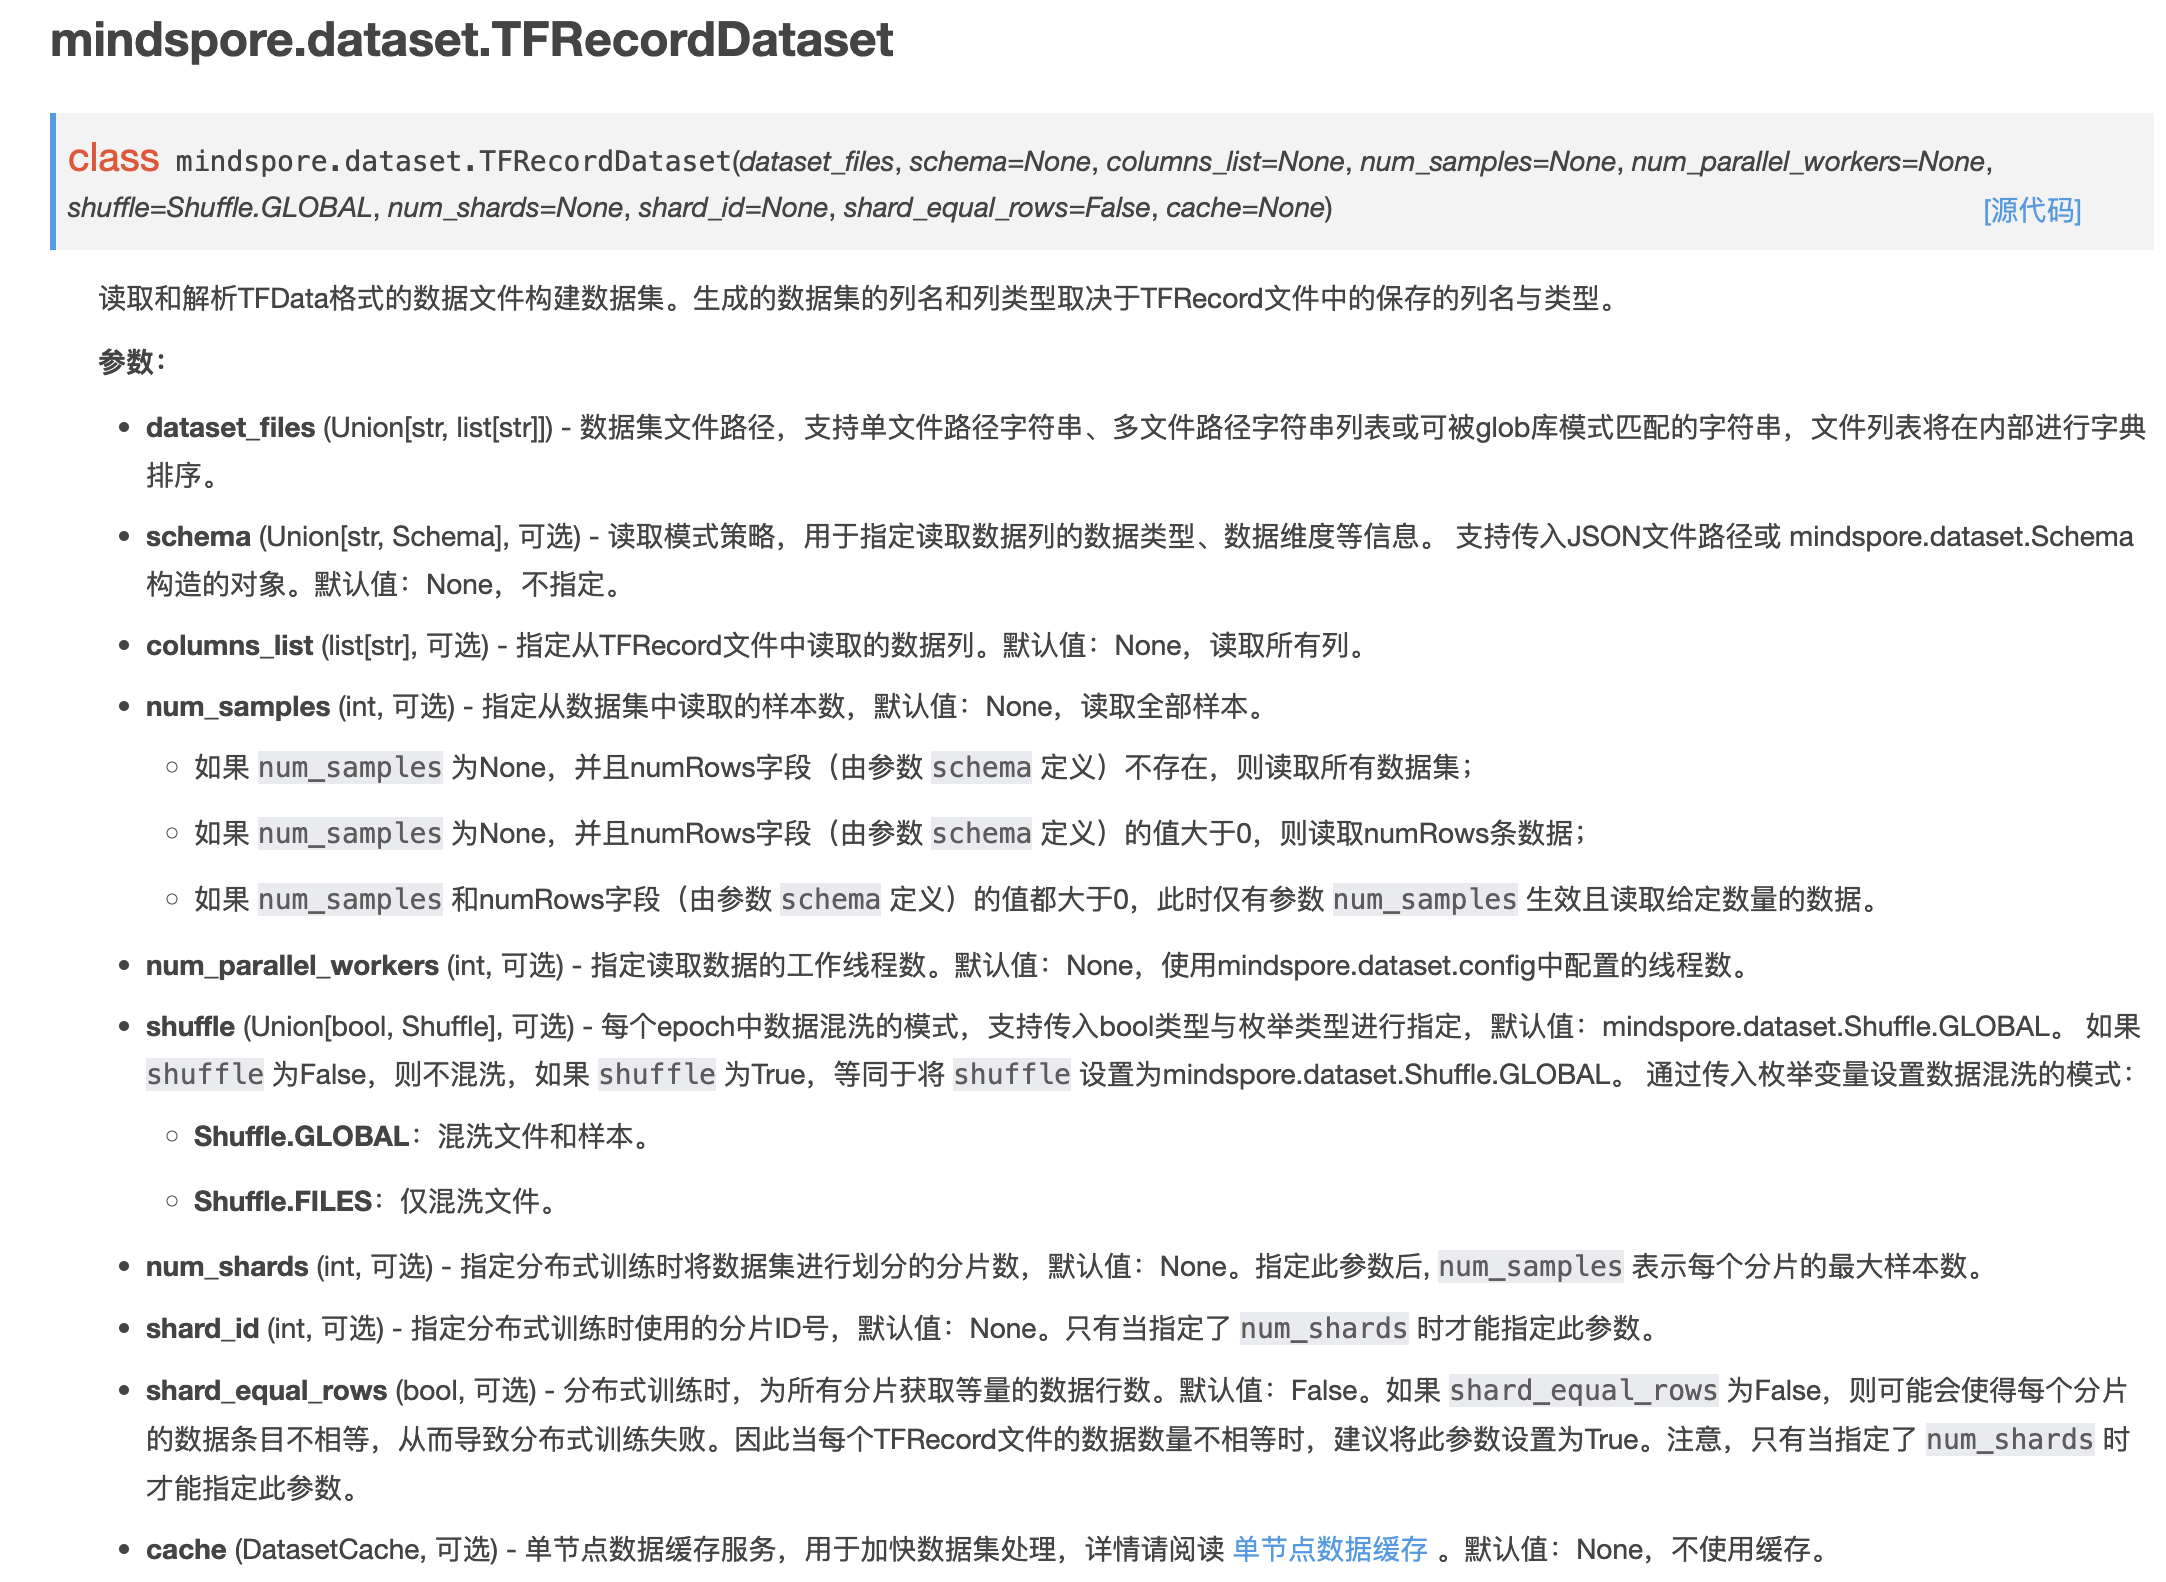 mindspore.dataset.TFRecordDataset
class mindspore.dataset.TFRecordDataset(dataset_files, schema=None, columns_list=None, num_samples=None, num_parallel_workers=None,
shuffle=Shuffle.GLOBAL, num_shards=None, shard_id=None, shard_equal_rows=False, cache=None) [源代码]
读取和解析TFData格式的数据文件构建数据集。生成的数据集的列名和列类型取决于TFRecord文件中的保存的列名与类型。
参数：
• dataset_files (Union[str, list[str]]) - 数据集文件路径，支持单文件路径字符串、多文件路径字符串列表或可被glob库模式匹配的字符串，文件列表将在内部进行字典
排序。
• schema (Union[str, Schema], 可选) - 读取模式策略，用于指定读取数据列的数据类型、数据维度等信息。 支持传入JSON文件路径或 mindspore.dataset.Schema
构造的对象。默认值：None，不指定。
• columns_list (list[str], 可选) - 指定从TFRecord文件中读取的数据列。默认值：None，读取所有列。
• num_samples (int, 可选) - 指定从数据集中读取的样本数，默认值：None，读取全部样本。
◦ 如果 num_samples 为None，并且numRows字段（由参数 schema 定义）不存在，则读取所有数据集；
◦ 如果 num_samples 为None，并且numRows字段（由参数 schema 定义）的值大于0，则读取numRows条数据；
◦ 如果 num_samples 和numRows字段（由参数 schema 定义）的值都大于0，此时仅有参数 num_samples 生效且读取给定数量的数据。
• num_parallel_workers (int, 可选) - 指定读取数据的工作线程数。默认值：None，使用mindspore.dataset.config中配置的线程数。
• shuffle (Union[bool, Shuffle], 可选) - 每个epoch中数据混洗的模式，支持传入bool类型与枚举类型进行指定，默认值：mindspore.dataset.Shuffle.GLOBAL。 如果
shuffle 为False，则不混洗，如果 shuffle 为True，等同于将 shuffle 设置为mindspore.dataset.Shuffle.GLOBAL。 通过传入枚举变量设置数据混洗的模式：
◦ Shuffle.GLOBAL：混洗文件和样本。
◦ Shuffle.FILES：仅混洗文件。
• num_shards (int, 可选) - 指定分布式训练时将数据集进行划分的分片数，默认值：None。指定此参数后, num_samples 表示每个分片的最大样本数。
• shard_id (int, 可选) - 指定分布式训练时使用的分片ID号，默认值：None。只有当指定了 num_shards 时才能指定此参数。
• shard_equal_rows (bool, 可选) - 分布式训练时，为所有分片获取等量的数据行数。默认值：False。如果 shard_equal_rows 为False，则可能会使得每个分片
的数据条目不相等，从而导致分布式训练失败。因此当每个TFRecord文件的数据数量不相等时，建议将此参数设置为True。注意，只有当指定了 num_shards 时
才能指定此参数。
• cache (DatasetCache, 可选) - 单节点数据缓存服务，用于加快数据集处理，详情请阅读 单节点数据缓存 。默认值：None，不使用缓存。